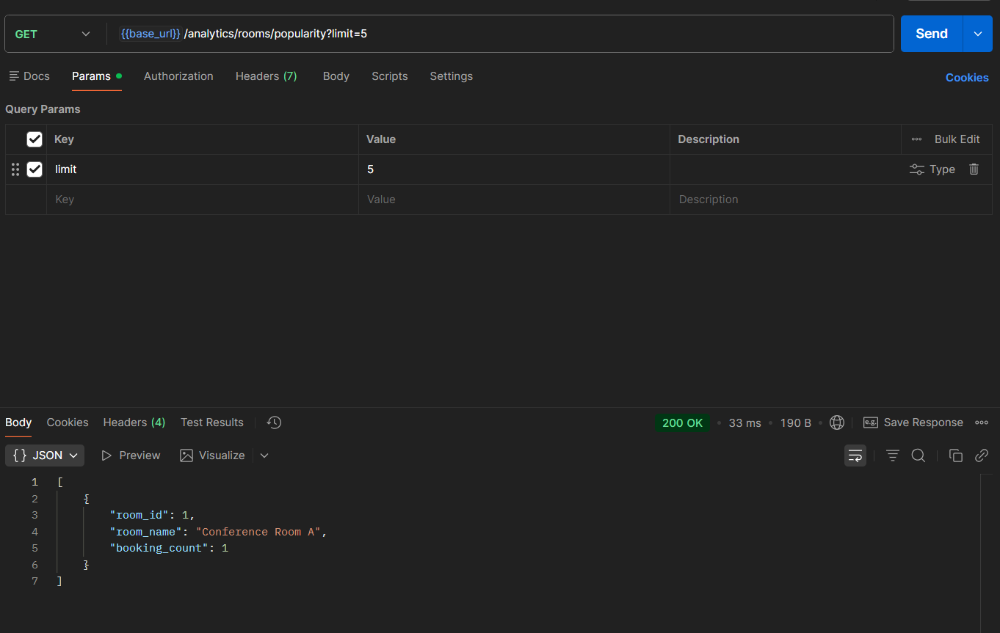 GET {{base_url}} /analytics/rooms/popularity?limit=5 Send
Docs Params Authorization Headers (7) Body Scripts Settings Cookies
Query Params
Key Value Description Bulk Edit
limit 5 Type
Key Value Description
Body Cookies Headers (4) Test Results 200 OK • 33 ms • 190 B • e.g. Save Response
{} JSON Preview Visualize
1 [
2 {
3 "room_id": 1,
4 "room_name": "Conference Room A",
5 "booking_count": 1
6 }
7 ]